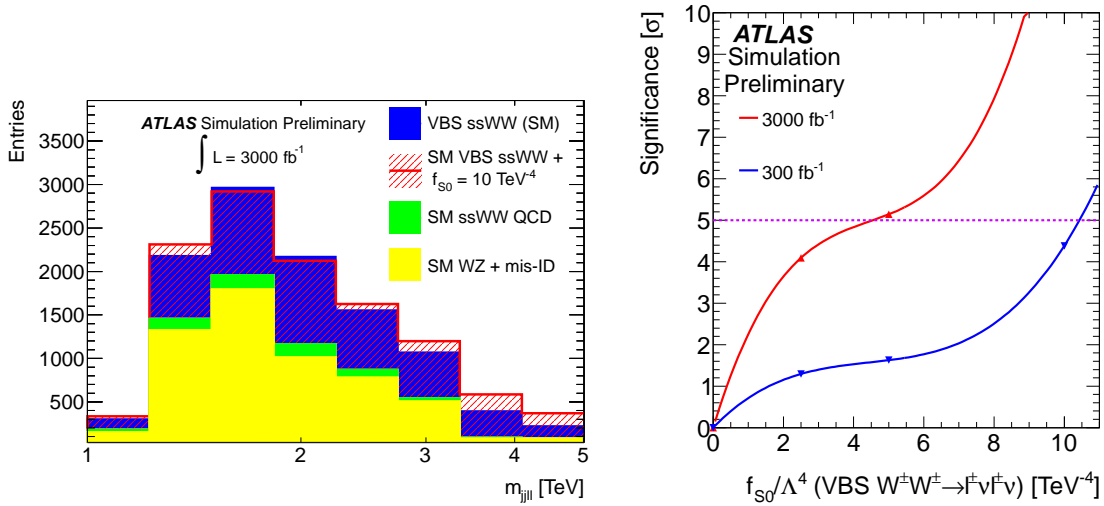 Entries
3500
3000
2500
2000
1500
1000
500
ATLAS Simulation Preliminary
∫ L = 3000 fb⁻¹
VBS ssWW (SM)
SM VBS ssWW +
f_S0 = 10 TeV⁻⁴
SM ssWW QCD
SM WZ + mis-ID
1 2 3 4 5
m_jjll [TeV]
Significance [σ]
10
9
8
7
6
5
4
3
2
1
0
ATLAS
Simulation
Preliminary
3000 fb⁻¹
300 fb⁻¹
0 2 4 6 8 10
f_S0/Λ⁴ (VBS W±W±→l±νl±ν) [TeV⁻⁴]